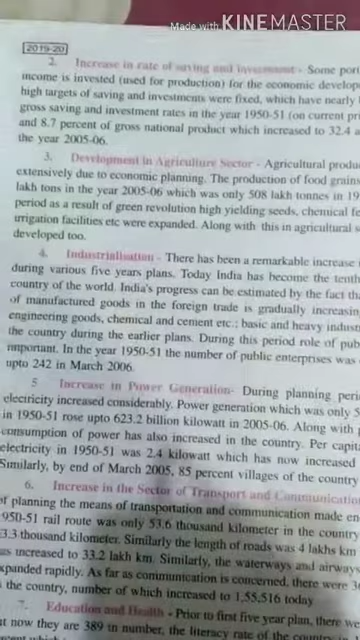 Made with KINEMASTER
2019-20
2. Increase in rate of saving and investment - Some por
income is invested (used for production) for the economic develop
high targets of saving and investments were fixed, which have nearly
gross saving and investment rates in the year 1950-51 (on current pri
and 8.7 percent of gross national product which increased to 32.4 a
the year 2005-06.
3. Development in Agriculture Sector - Agricultural produ
extensively due to economic planning. The production of food grains
lakh tons in the year 2005-06 which was only 508 lakh tonnes in 19
period as a result of green revolution high yielding seeds, chemical fe
irrigation facilities etc were expanded. Along with this in agricultural s
developed too.
4. Industrialisation - There has been a remarkable increase i
during various five years plans. Today India has become the tenth
country of the world. India's progress can be estimated by the fact th
of manufactured goods in the foreign trade is gradually increasin
engineering goods, chemical and cement etc.; basic and heavy indus
the country during the earlier plans. During this period role of pub
important. In the year 1950-51 the number of public enterprises was
upto 242 in March 2006.
5 Increase in Power Generation- During planning peri
electricity increased considerably. Power generation which was only 5
in 1950-51 rose upto 623.2 billion kilowatt in 2005-06. Along with p
consumption of power has also increased in the country. Per capit
electricity in 1950-51 was 2.4 kilowatt which has now increased
Similarly, by end of March 2005, 85 percent villages of the country
6. Increase in the Sector of Transport and Communication
of planning the means of transportation and communication made en
950-51 rail route was only 53.6 thousand kilometer in the country
3.3 thousand kilometer. Similarly the length of roads was 4 lakhs km
as increased to 33.2 lakh km. Similarly, the waterways and airways
xpanded rapidly. As far as communication is concerned, there were 3
n the country, number of which increased to 1,55,516 today
7. Education and Health - Prior to first five year plan, there we
ut now they are 389 in number, the literacy rate of the country